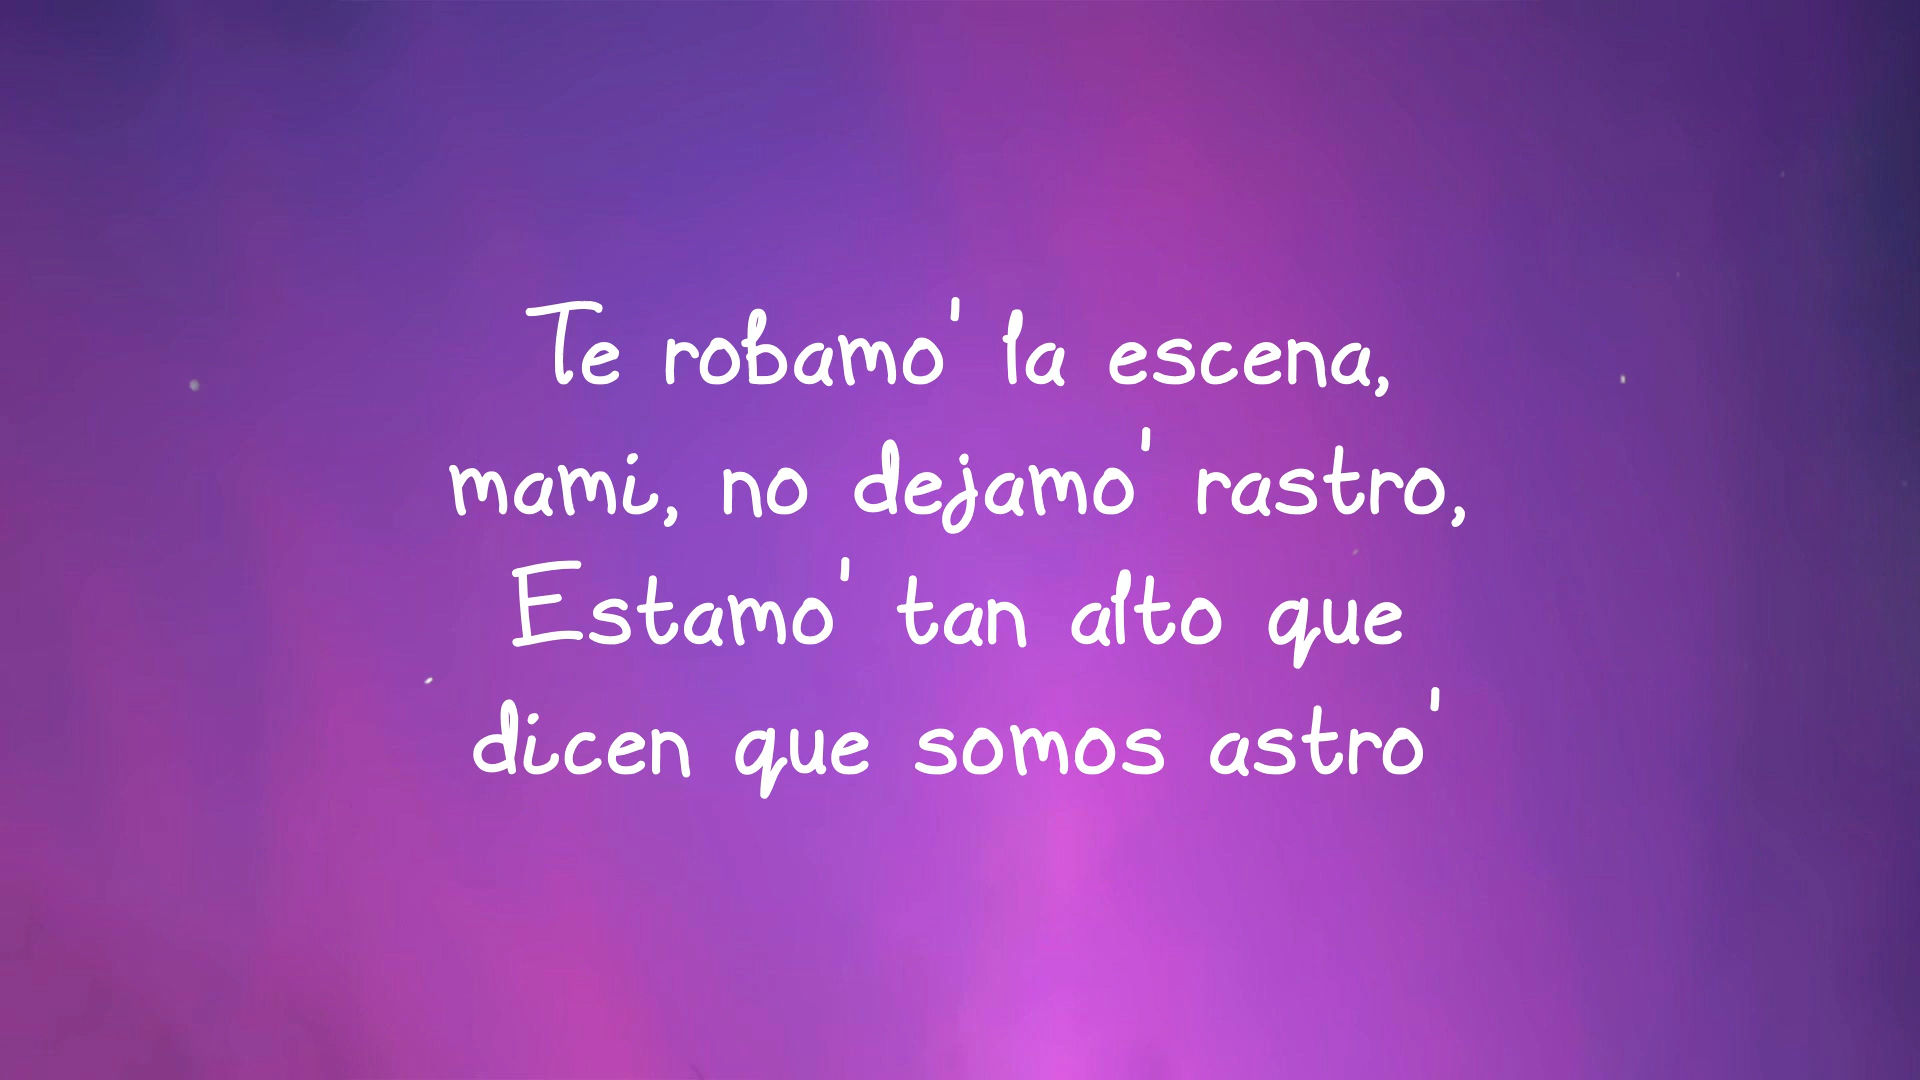 Te robamo' la escena,
mami, no dejamo' rastro,
Estamo' tan alto que
dicen que somos astro'